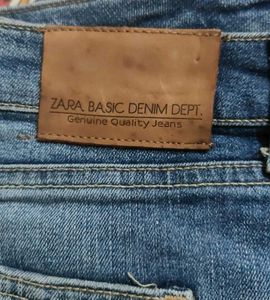 ZARA BASIC DENIM DEPT.
Genuine Quality Jeans